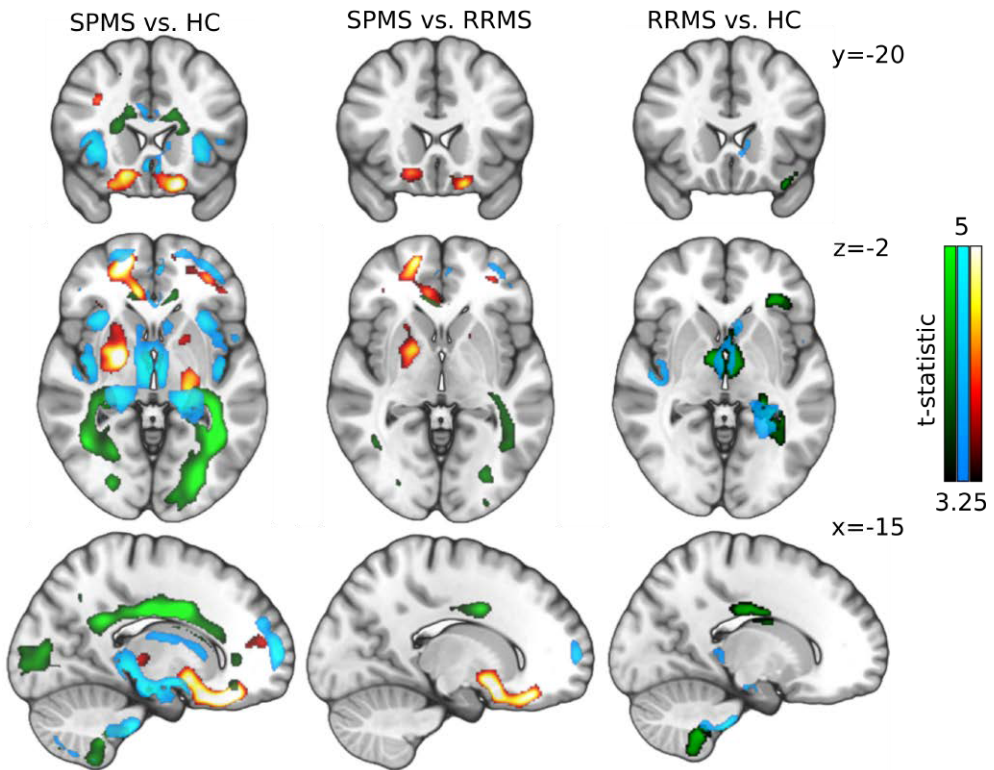 SPMS vs. HC
SPMS vs. RRMS
RRMS vs. HC
y=-20
z=-2
5
t-statistic
3.25
x=-15